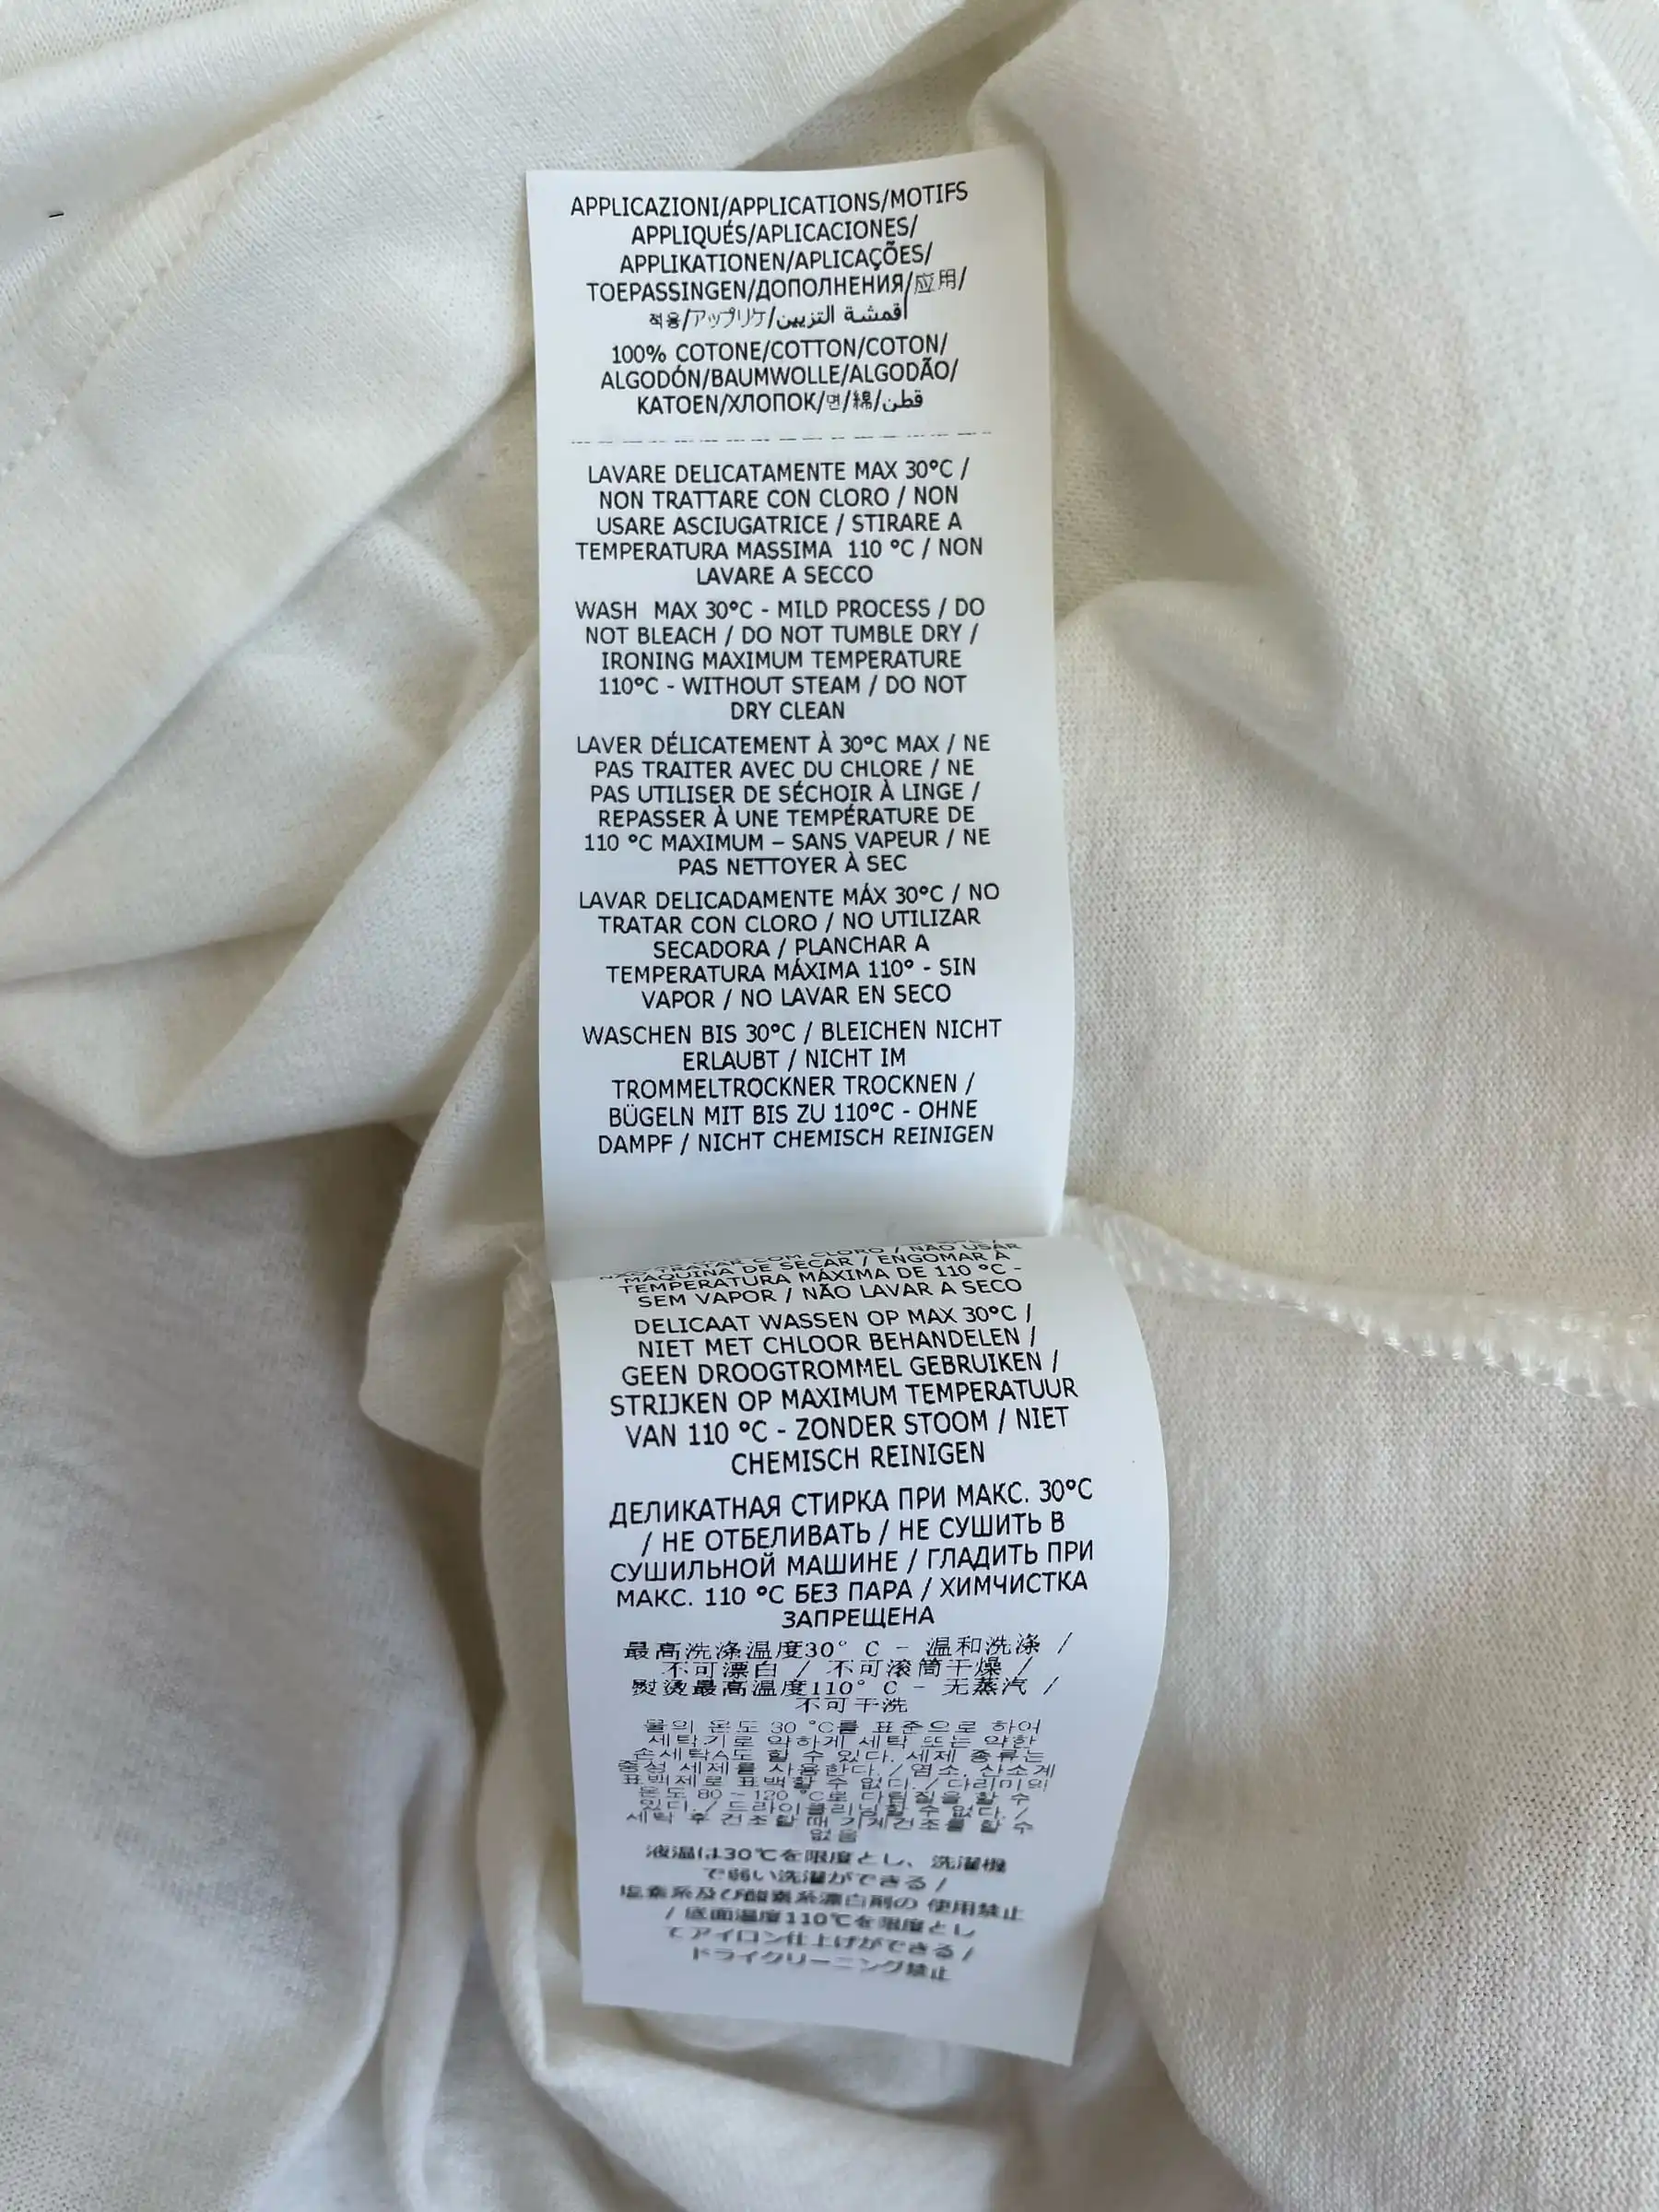 APPLICAZIONI/APPLICATIONS/MOTIFS
APPLIQUÉS/APLICACIONES/
APPLIKATIONEN/APLICAÇÕES/
TOEPASSINGEN/ДОПОЛНЕНИЯ/应用/
적용/アップリケ/أقمشة التزيين
100% COTONE/COTTON/COTON/
ALGODÓN/BAUMWOLLE/ALGODÃO/
KATOEN/ХЛОПОК/면/綿/قطن
LAVARE DELICATAMENTE MAX 30°C /
NON TRATTARE CON CLORO / NON
USARE ASCIUGATRICE / STIRARE A
TEMPERATURA MASSIMA 110 °C / NON
LAVARE A SECCO
WASH MAX 30°C - MILD PROCESS / DO
NOT BLEACH / DO NOT TUMBLE DRY /
IRONING MAXIMUM TEMPERATURE
110°C - WITHOUT STEAM / DO NOT
DRY CLEAN
LAVER DÉLICATEMENT À 30°C MAX / NE
PAS TRAITER AVEC DU CHLORE / NE
PAS UTILISER DE SÉCHOIR À LINGE /
REPASSER À UNE TEMPÉRATURE DE
110 °C MAXIMUM – SANS VAPEUR / NE
PAS NETTOYER À SEC
LAVAR DELICADAMENTE MÁX 30°C / NO
TRATAR CON CLORO / NO UTILIZAR
SECADORA / PLANCHAR A
TEMPERATURA MÁXIMA 110° - SIN
VAPOR / NO LAVAR EN SECO
WASCHEN BIS 30°C / BLEICHEN NICHT
ERLAUBT / NICHT IM
TROMMELTROCKNER TROCKNEN /
BÜGELN MIT BIS ZU 110°C - OHNE
DAMPF / NICHT CHEMISCH REINIGEN
NÃO TRATAR COM CLORO / NÃO USAR
MÁQUINA DE SECAR / ENGOMAR À
TEMPERATURA MÁXIMA DE 110 °C -
SEM VAPOR / NÃO LAVAR A SECO
DELICAAT WASSEN OP MAX 30°C /
NIET MET CHLOOR BEHANDELEN /
GEEN DROOGTROMMEL GEBRUIKEN /
STRIJKEN OP MAXIMUM TEMPERATUUR
VAN 110 °C - ZONDER STOOM / NIET
CHEMISCH REINIGEN
ДЕЛИКАТНАЯ СТИРКА ПРИ МАКС. 30°C
/ НЕ ОТБЕЛИВАТЬ / НЕ СУШИТЬ В
СУШИЛЬНОЙ МАШИНЕ / ГЛАДИТЬ ПРИ
МАКС. 110 °C БЕЗ ПАРА / ХИМЧИСТКА
ЗАПРЕЩЕНА
最高洗涤温度30° C - 温和洗涤 /
不可漂白 / 不可滚筒干燥 /
熨烫最高温度110° C - 无蒸汽 /
不可干洗
물의 온도 30 °C를 표준으로 하여
세탁기로 약하게 세탁 또는 약한
손세탁A도 할 수 있다. 세제 종류는
중성 세제를 사용한다. / 염소, 산소계
표백제로 표백할 수 없다. / 다리미의
온도 80 ~ 120 °C로 다림질을 할 수
있다. / 드라이클리닝할 수 없다. /
세탁 후 건조할 때 기계건조를 할 수
없음
液温は30℃を限度とし、洗濯機
で弱い洗濯ができる /
塩素系及び酸素系漂白剤の 使用禁止
/ 底面温度110℃を限度とし
てアイロン仕上げができる /
ドライクリーニング禁止